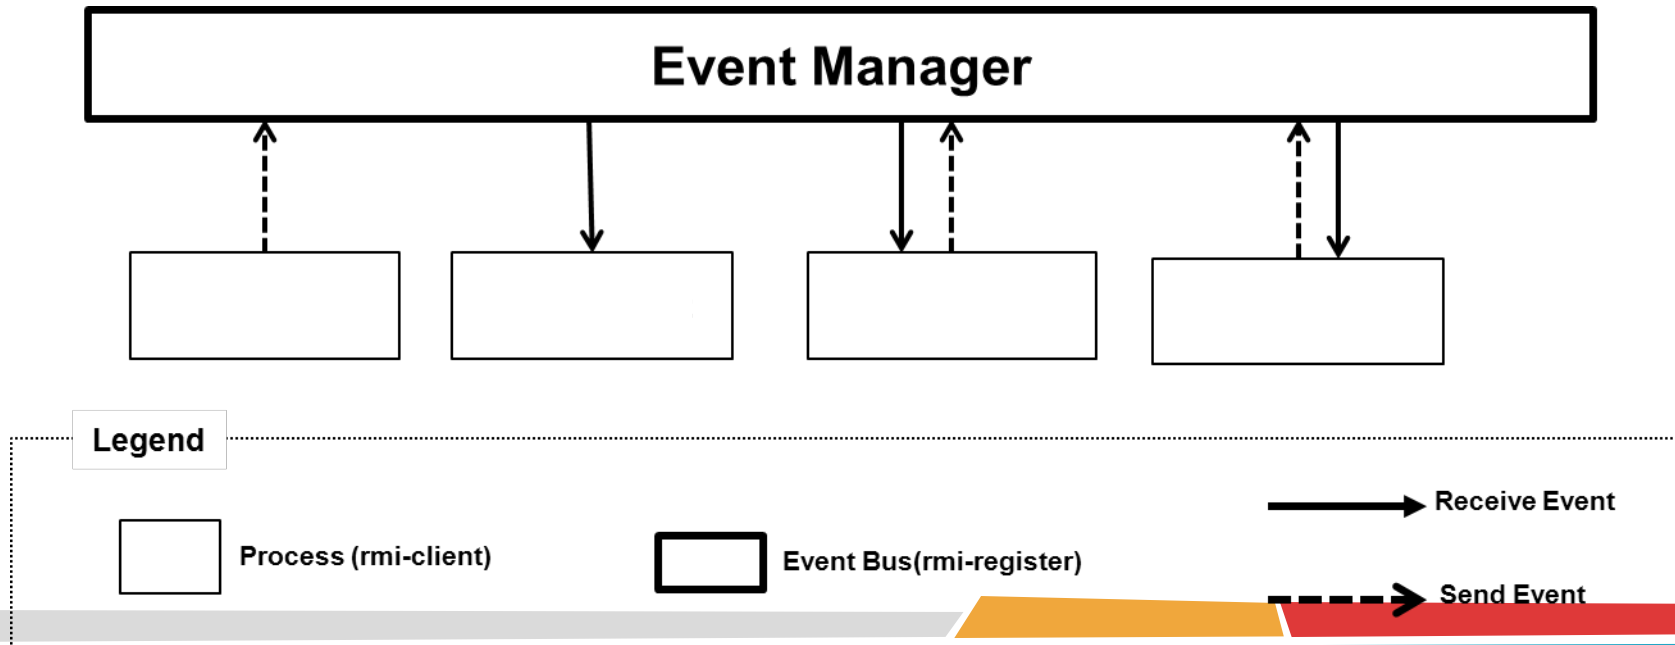 Event Manager
Legend
Process (rmi-client)
Event Bus(rmi-register)
Receive Event
Send Event